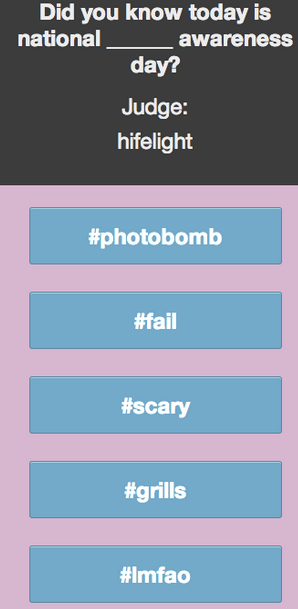 Did you know today is
national ______ awareness
day?
Judge:
hifelight
#photobomb
#fail
#scary
#grills
#lmfao